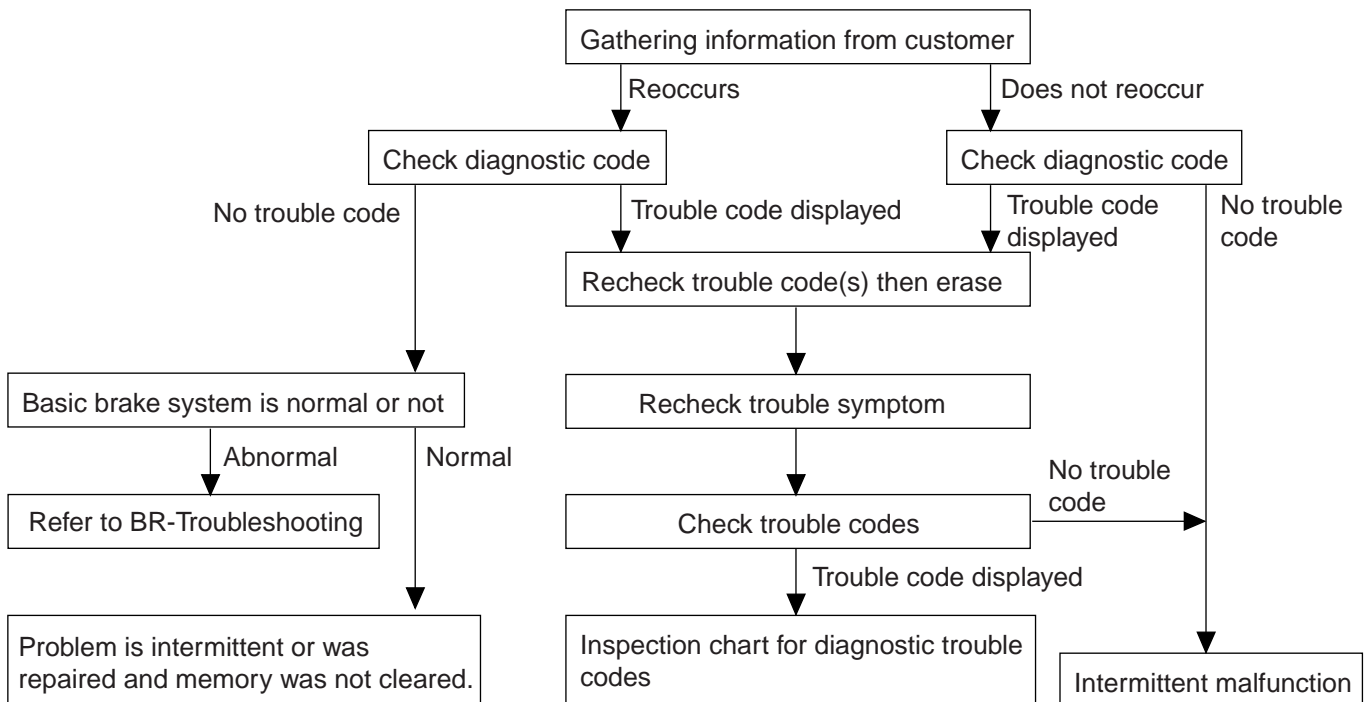 Gathering information from customer
Reoccurs
Does not reoccur
Check diagnostic code
Check diagnostic code
No trouble code
Trouble code displayed
Trouble code
displayed
No trouble
code
Recheck trouble code(s) then erase
Basic brake system is normal or not
Recheck trouble symptom
Abnormal
Normal
No trouble
code
Refer to BR-Troubleshooting
Check trouble codes
Trouble code displayed
Problem is intermittent or was
repaired and memory was not cleared.
Inspection chart for diagnostic trouble
codes
Intermittent malfunction